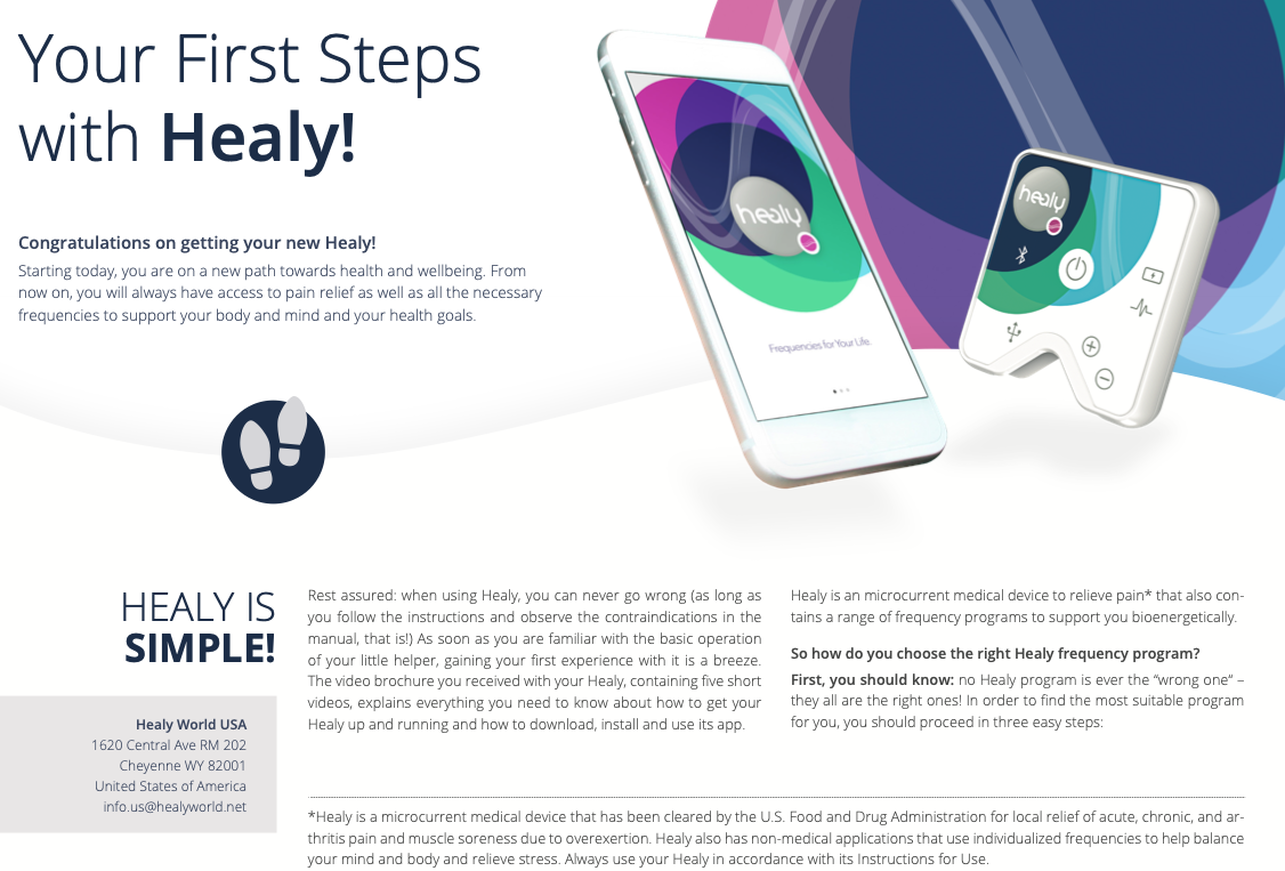 Your First Steps
with Healy!
Congratulations on getting your new Healy!
Starting today, you are on a new path towards health and wellbeing. From
now on, you will always have access to pain relief as well as all the necessary
frequencies to support your body and mind and your health goals.
healy
Frequencies for Your Life.
healy
HEALY IS
SIMPLE!
Healy World USA
1620 Central Ave RM 202
Cheyenne WY 82001
United States of America
info.us@healyworld.net
Rest assured: when using Healy, you can never go wrong (as long as
you follow the instructions and observe the contraindications in the
manual, that is!) As soon as you are familiar with the basic operation
of your little helper, gaining your first experience with it is a breeze.
The video brochure you received with your Healy, containing five short
videos, explains everything you need to know about how to get your
Healy up and running and how to download, install and use its app.
Healy is an microcurrent medical device to relieve pain* that also con-
tains a range of frequency programs to support you bioenergetically.
So how do you choose the right Healy frequency program?
First, you should know: no Healy program is ever the “wrong one“ –
they all are the right ones! In order to find the most suitable program
for you, you should proceed in three easy steps:
*Healy is a microcurrent medical device that has been cleared by the U.S. Food and Drug Administration for local relief of acute, chronic, and ar-
thritis pain and muscle soreness due to overexertion. Healy also has non-medical applications that use individualized frequencies to help balance
your mind and body and relieve stress. Always use your Healy in accordance with its Instructions for Use.